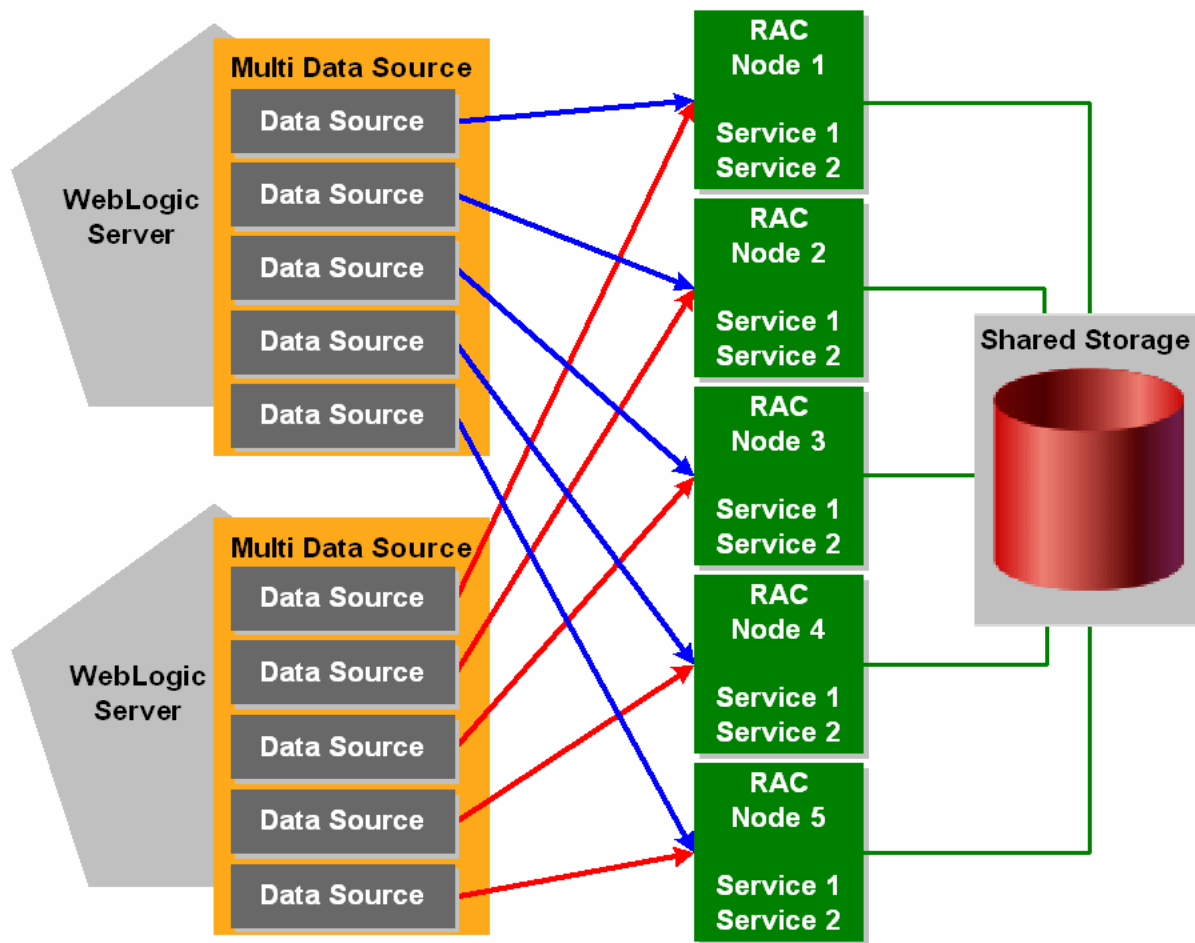 WebLogic
Server
Multi Data Source
Data Source
Data Source
Data Source
Data Source
Data Source
WebLogic
Server
Multi Data Source
Data Source
Data Source
Data Source
Data Source
Data Source
RAC
Node 1
Service 1
Service 2
RAC
Node 2
Service 1
Service 2
RAC
Node 3
Service 1
Service 2
RAC
Node 4
Service 1
Service 2
RAC
Node 5
Service 1
Service 2
Shared Storage